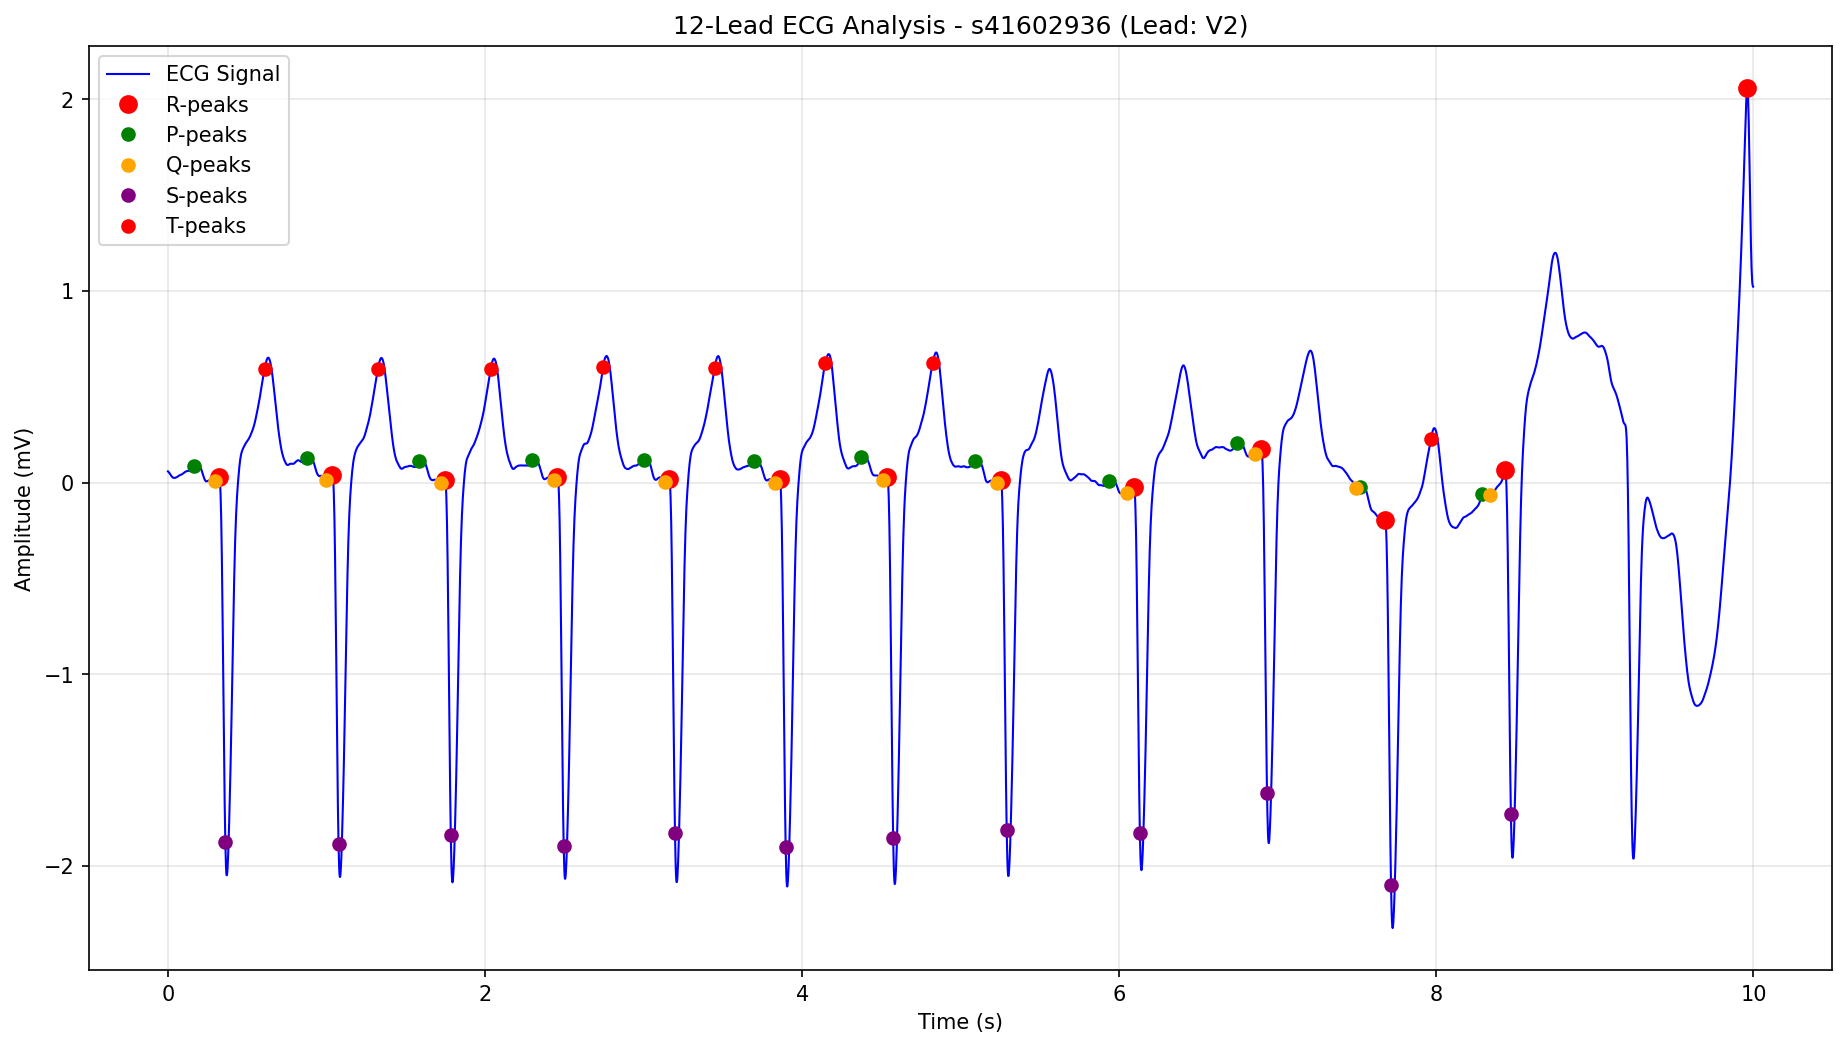 12-Lead ECG Analysis - s41602936 (Lead: V2)
ECG Signal
R-peaks
P-peaks
Q-peaks
S-peaks
T-peaks
Amplitude (mV)
2
1
0
−1
−2
0
2
4
6
8
10
Time (s)